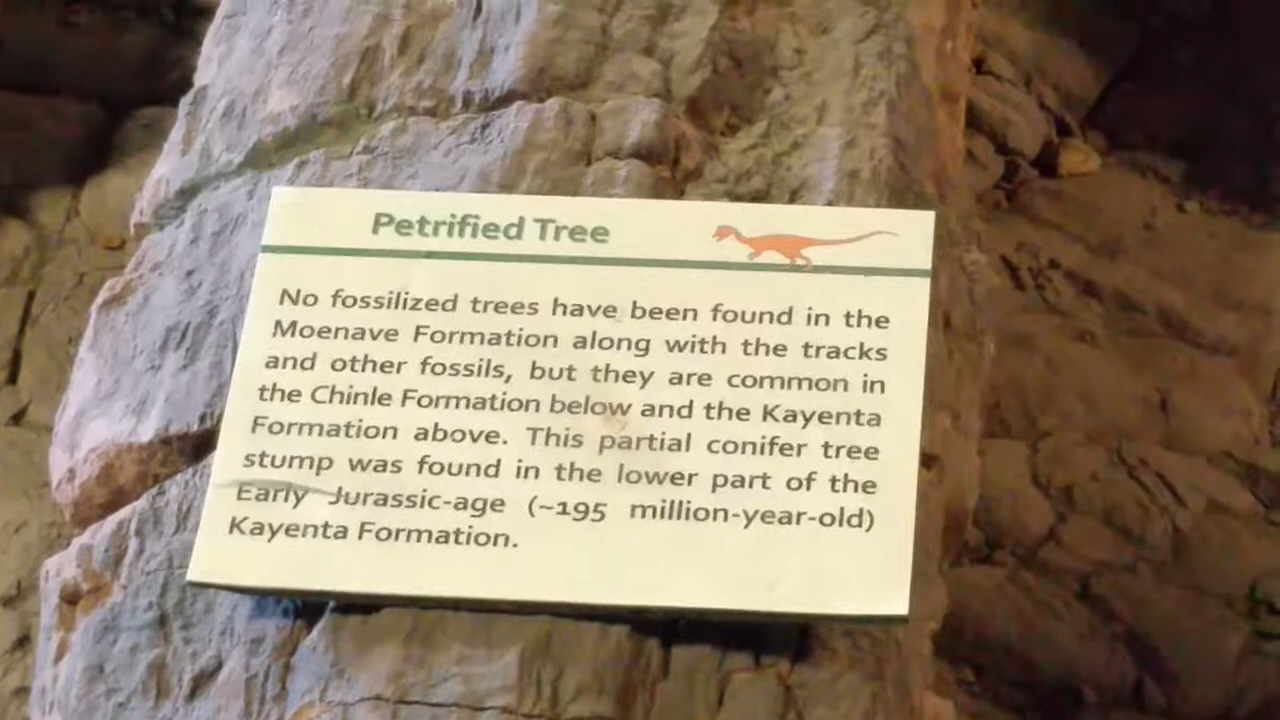 Petrified Tree
No fossilized trees have been found in the
Moenave Formation along with the tracks
and other fossils, but they are common in
the Chinle Formation below and the Kayenta
Formation above. This partial conifer tree
stump was found in the lower part of the
Early Jurassic-age (~195 million-year-old)
Kayenta Formation.